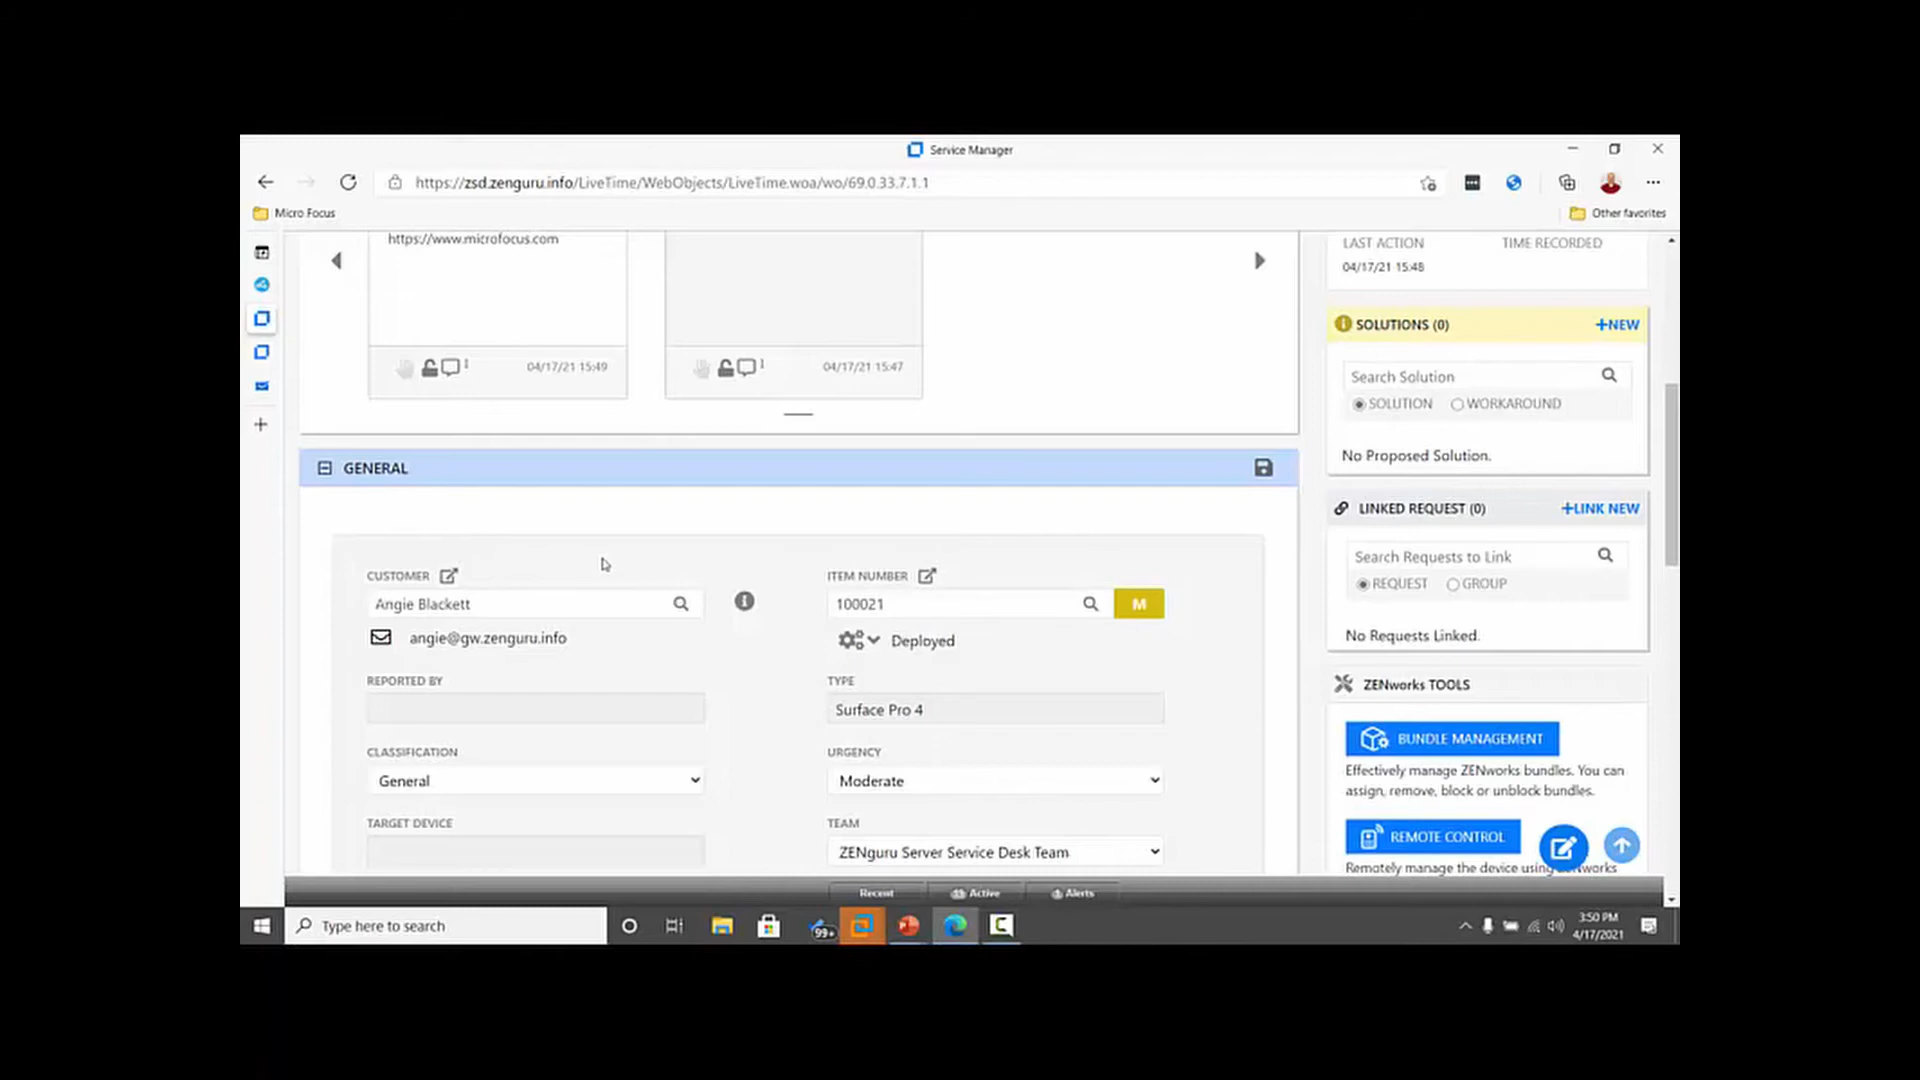 Service Manager
https://zsd.zenguru.info/LiveTime/WebObjects/LiveTime.woa/wo/69.0.33.7.1.1
Micro Focus
Other favorites
https://www.microfocus.com
1
04/17/21 15:49
1
04/17/21 15:47
LAST ACTION
TIME RECORDED
04/17/21 15:48
SOLUTIONS (0)
+NEW
Search Solution
SOLUTION
WORKAROUND
No Proposed Solution.
GENERAL
LINKED REQUEST (0)
+LINK NEW
Search Requests to Link
REQUEST
GROUP
No Requests Linked.
CUSTOMER
Angie Blackett
angie@gw.zenguru.info
ITEM NUMBER
100021
M
Deployed
REPORTED BY
TYPE
Surface Pro 4
CLASSIFICATION
General
URGENCY
Moderate
TARGET DEVICE
TEAM
ZENguru Server Service Desk Team
ZENworks TOOLS
BUNDLE MANAGEMENT
Effectively manage ZENworks bundles. You can
assign, remove, block or unblock bundles.
REMOTE CONTROL
Remotely manage the device using ZENworks
Recent
Active
Alerts
Type here to search
99+
3:50 PM
4/17/2021